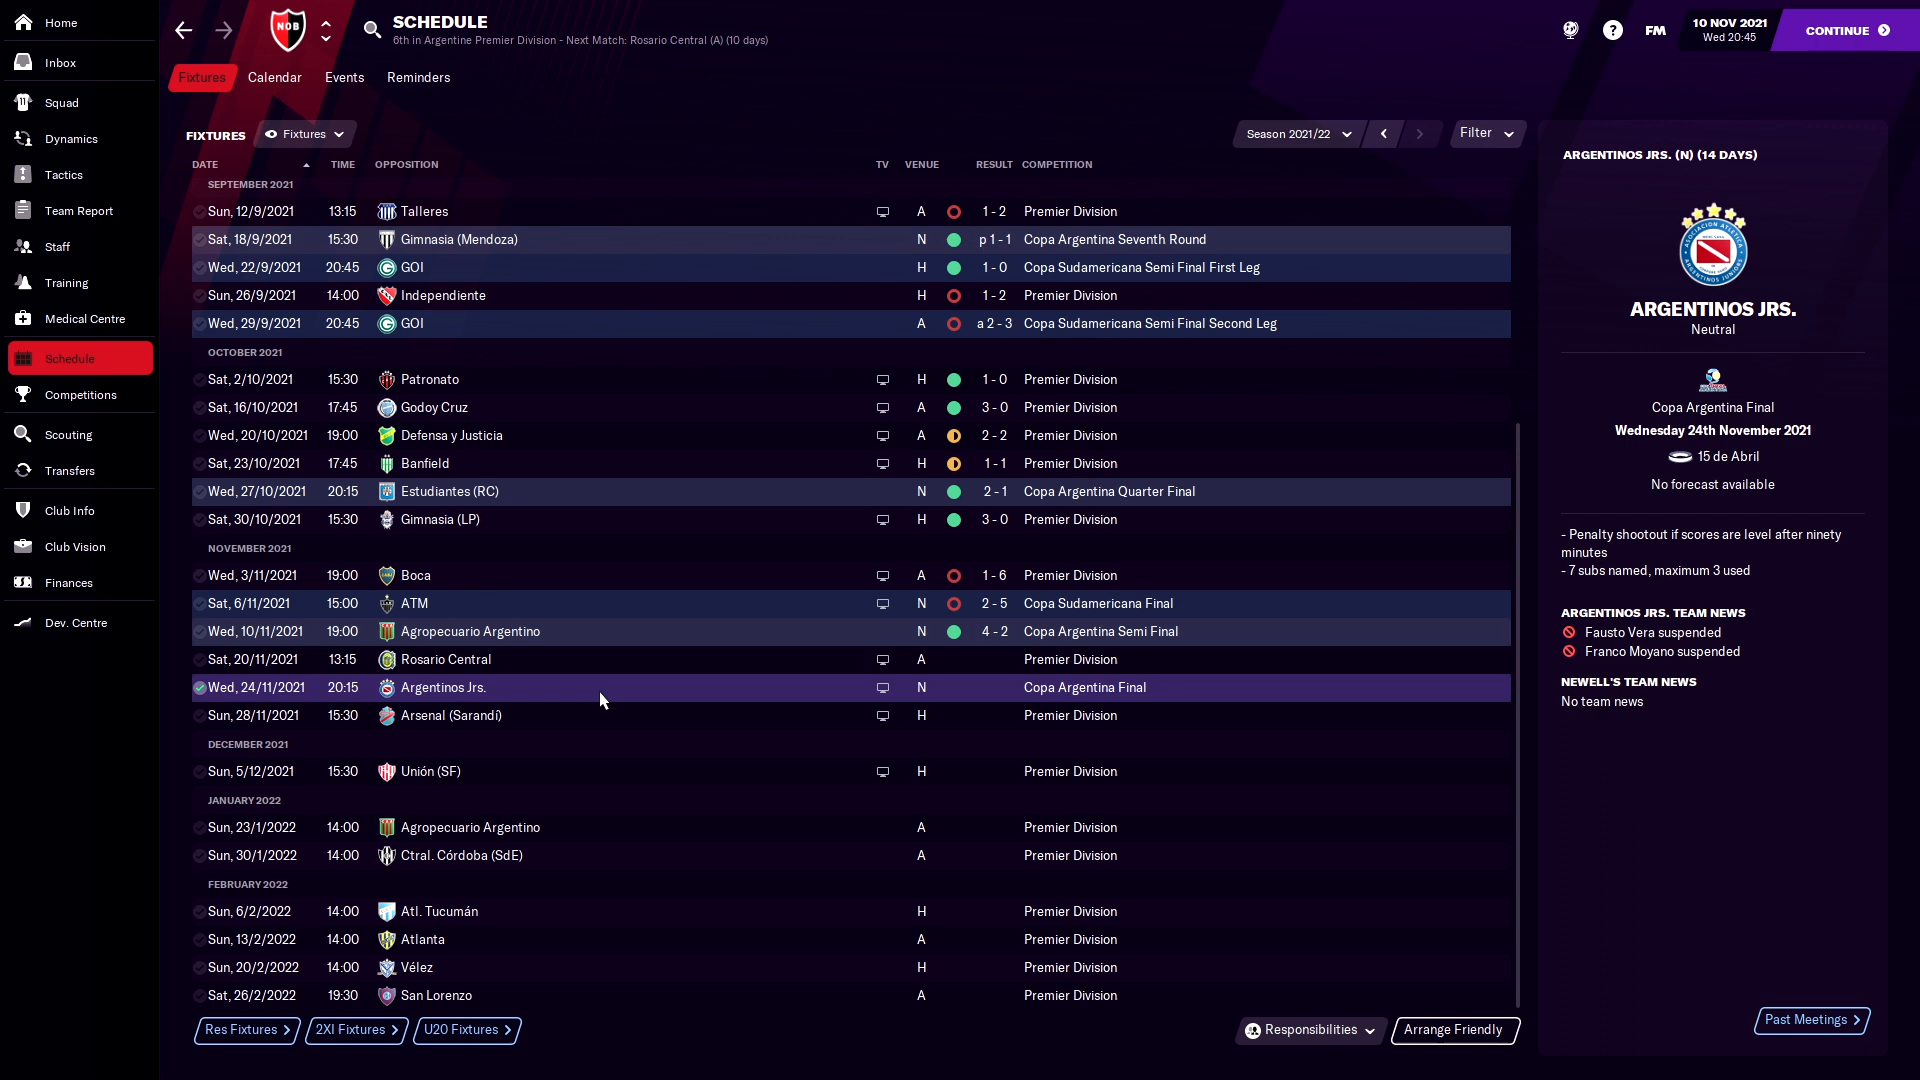 Home
Inbox
Squad
Dynamics
Tactics
Team Report
Staff
Training
Medical Centre
Schedule
Competitions
Scouting
Transfers
Club Info
Club Vision
Finances
Dev. Centre
NOB
SCHEDULE
6th in Argentine Premier Division - Next Match: Rosario Central (A) (10 days)
FM
10 NOV 2021
Wed 20:45
CONTINUE
Fixtures Calendar Events Reminders
FIXTURES Fixtures Season 2021/22 Filter
DATE TIME OPPOSITION TV VENUE RESULT COMPETITION
SEPTEMBER 2021
Sun, 12/9/2021 13:15 Talleres A 1 - 2 Premier Division
Sat, 18/9/2021 15:30 Gimnasia (Mendoza) N p 1 - 1 Copa Argentina Seventh Round
Wed, 22/9/2021 20:45 GOI H 1 - 0 Copa Sudamericana Semi Final First Leg
Sun, 26/9/2021 14:00 Independiente H 1 - 2 Premier Division
Wed, 29/9/2021 20:45 GOI A a 2 - 3 Copa Sudamericana Semi Final Second Leg
OCTOBER 2021
Sat, 2/10/2021 15:30 Patronato H 1 - 0 Premier Division
Sat, 16/10/2021 17:45 Godoy Cruz A 3 - 0 Premier Division
Wed, 20/10/2021 19:00 Defensa y Justicia A 2 - 2 Premier Division
Sat, 23/10/2021 17:45 Banfield H 1 - 1 Premier Division
Wed, 27/10/2021 20:15 Estudiantes (RC) N 2 - 1 Copa Argentina Quarter Final
Sat, 30/10/2021 15:30 Gimnasia (LP) H 3 - 0 Premier Division
NOVEMBER 2021
Wed, 3/11/2021 19:00 Boca A 1 - 6 Premier Division
Sat, 6/11/2021 15:00 ATM N 2 - 5 Copa Sudamericana Final
Wed, 10/11/2021 19:00 Agropecuario Argentino N 4 - 2 Copa Argentina Semi Final
Sat, 20/11/2021 13:15 Rosario Central A Premier Division
Wed, 24/11/2021 20:15 Argentinos Jrs. N Copa Argentina Final
Sun, 28/11/2021 15:30 Arsenal (Sarandí) H Premier Division
DECEMBER 2021
Sun, 5/12/2021 15:30 Unión (SF) H Premier Division
JANUARY 2022
Sun, 23/1/2022 14:00 Agropecuario Argentino A Premier Division
Sun, 30/1/2022 14:00 Ctral. Córdoba (SdE) A Premier Division
FEBRUARY 2022
Sun, 6/2/2022 14:00 Atl. Tucumán H Premier Division
Sun, 13/2/2022 14:00 Atlanta A Premier Division
Sun, 20/2/2022 14:00 Vélez H Premier Division
Sat, 26/2/2022 19:30 San Lorenzo A Premier Division
Res Fixtures 2XI Fixtures U20 Fixtures Responsibilities Arrange Friendly
ARGENTINOS JRS. (N) (14 DAYS)
ARGENTINOS JRS.
Neutral
Copa Argentina Final
Wednesday 24th November 2021
15 de Abril
No forecast available
- Penalty shootout if scores are level after ninety
minutes
- 7 subs named, maximum 3 used
ARGENTINOS JRS. TEAM NEWS
Fausto Vera suspended
Franco Moyano suspended
NEWELL'S TEAM NEWS
No team news
Past Meetings